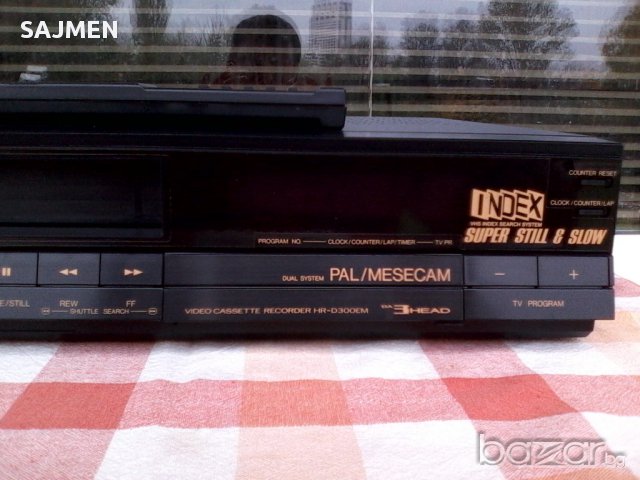 SAJMEN
COUNTER RESET
INDEX
VHS INDEX SEARCH SYSTEM
CLOCK/COUNTER/LAP
SUPER STILL & SLOW
PROGRAM NO. CLOCK/COUNTER/LAP/TIMER TV PR
DUAL SYSTEM PAL/MESECAM
− +
E/STILL REW FF
SHUTTLE SEARCH
TV PROGRAM
VIDEO CASSETTE RECORDER HR-D300EM DA 3 HEAD
bazar.bg